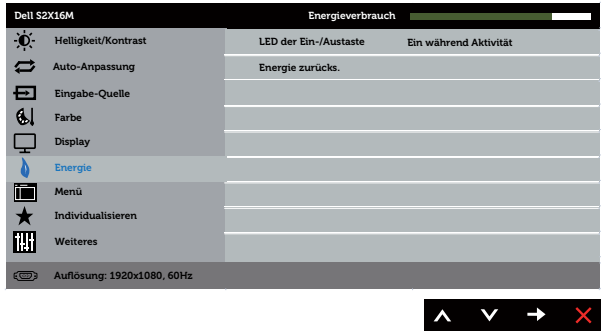 Dell S2X16M Energieverbrauch
Helligkeit/Kontrast LED der Ein-/Austaste Ein während Aktivität
Auto-Anpassung Energie zurücks.
Eingabe-Quelle
Farbe
Display
Energie
Menü
Individualisieren
Weiteres
Auflösung: 1920x1080, 60Hz